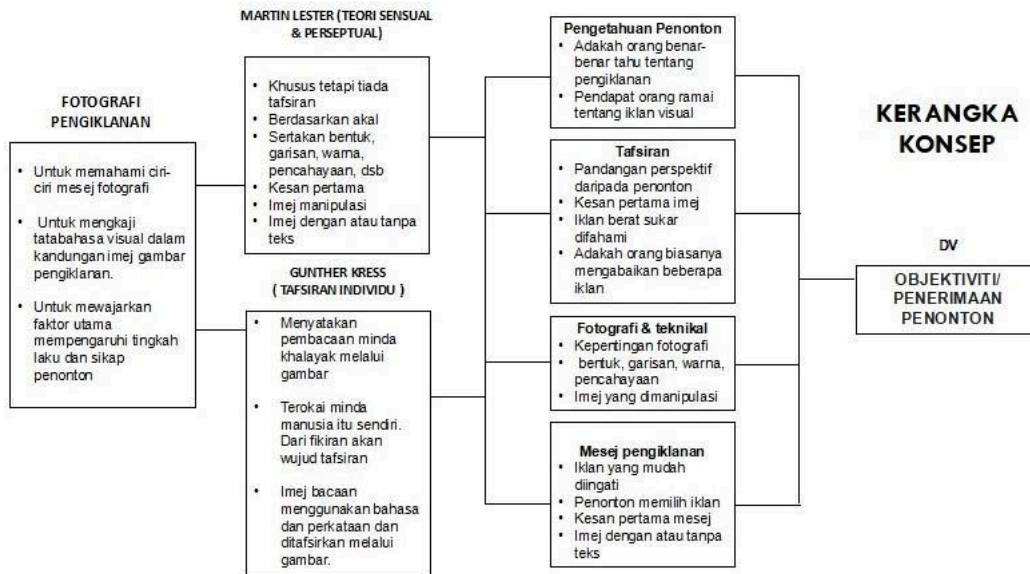 FOTOGRAFI
PENGIKLANAN
• Untuk memahami ciri-
ciri mesej fotografi
• Untuk mengkaji
tatabahasa visual dalam
kandungan imej gambar
pengiklanan.
• Untuk mewajarkan
faktor utama
mempengaruhi tingkah
laku dan sikap
penonton
MARTIN LESTER (TEORI SENSUAL
& PERSEPTUAL)
• Khusus tetapi tiada
tafsiran
• Berdasarkan akal
• Sertakan bentuk,
garisan, warna,
pencahayaan, dsb
• Kesan pertama
• Imej manipulasi
• Imej dengan atau tanpa
teks
GUNTHER KRESS
( TAFSIRAN INDIVIDU )
• Menyatakan
pembacaan minda
khalayak melalui
gambar
• Terokai minda
manusia itu sendiri.
Dari fikiran akan
wujud tafsiran
• Imej bacaan
menggunakan bahasa
dan perkataan dan
ditafsirkan melalui
gambar.
Pengetahuan Penonton
• Adakah orang benar-
benar tahu tentang
pengiklanan
• Pendapat orang ramai
tentang iklan visual
Tafsiran
• Pandangan perspektif
daripada penonton
• Kesan pertama imej
• Iklan berat sukar
difahami
• Adakah orang biasanya
mengabaikan beberapa
iklan
Fotografi & teknikal
• Kepentingan fotografi
• bentuk, garisan, warna,
pencahayaan
• Imej yang dimanipulasi
Mesej pengiklanan
• Iklan yang mudah
diingati
• Penonton memilih iklan
• Kesan pertama mesej
• Imej dengan atau tanpa
teks
KERANGKA
KONSEP
DV
OBJEKTIVITI/
PENERIMAAN
PENONTON